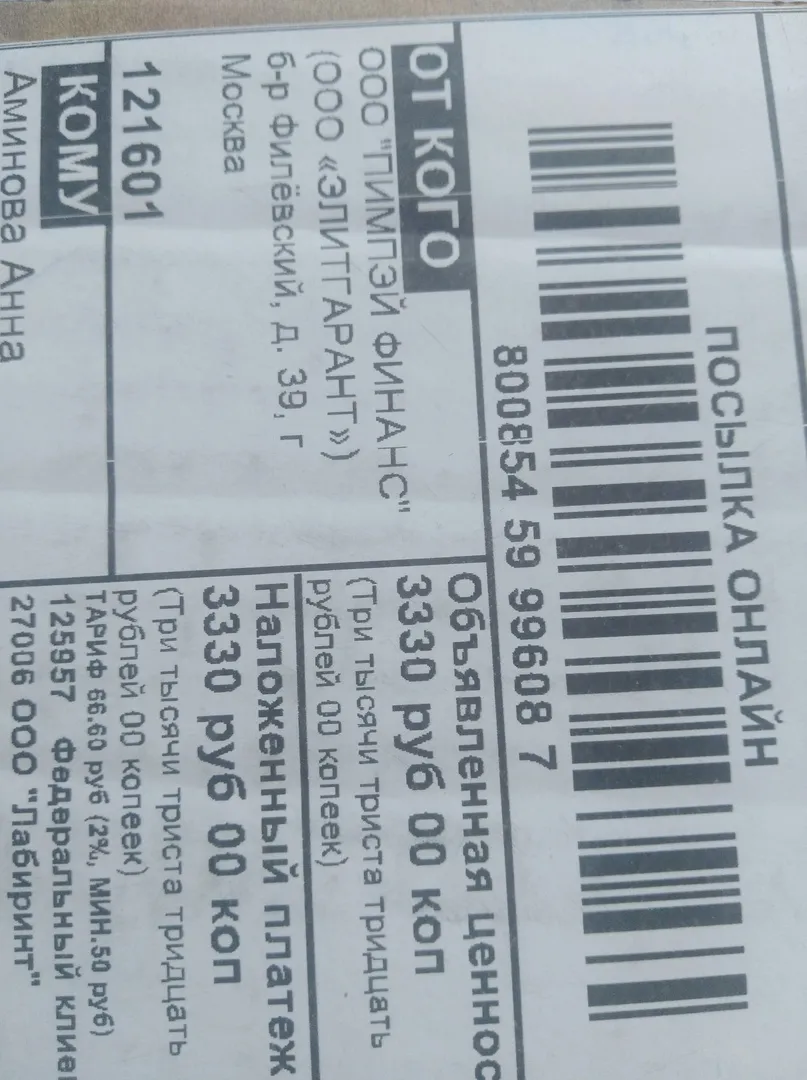 ПОСЫЛКА ОНЛАЙН
800854 59 99608 7
ОТ КОГО
ООО "ПИМПЭЙ ФИНАНС"
(ООО «ЭЛИТГАРАНТ»)
б-р Филёвский, д. 39, г
Москва
121601
Объявленная ценнос
3330 руб 00 коп
(Три тысячи триста тридцать
рублей 00 копеек)
Наложенный платеж
3330 руб 00 коп
(Три тысячи триста тридцать
рублей 00 копеек)
ТАРИФ 66.60 руб (2%, МИН.50 руб)
125957 Федеральный клиен
27006 ООО "Лабиринт"
КОМУ
Аминова Анна